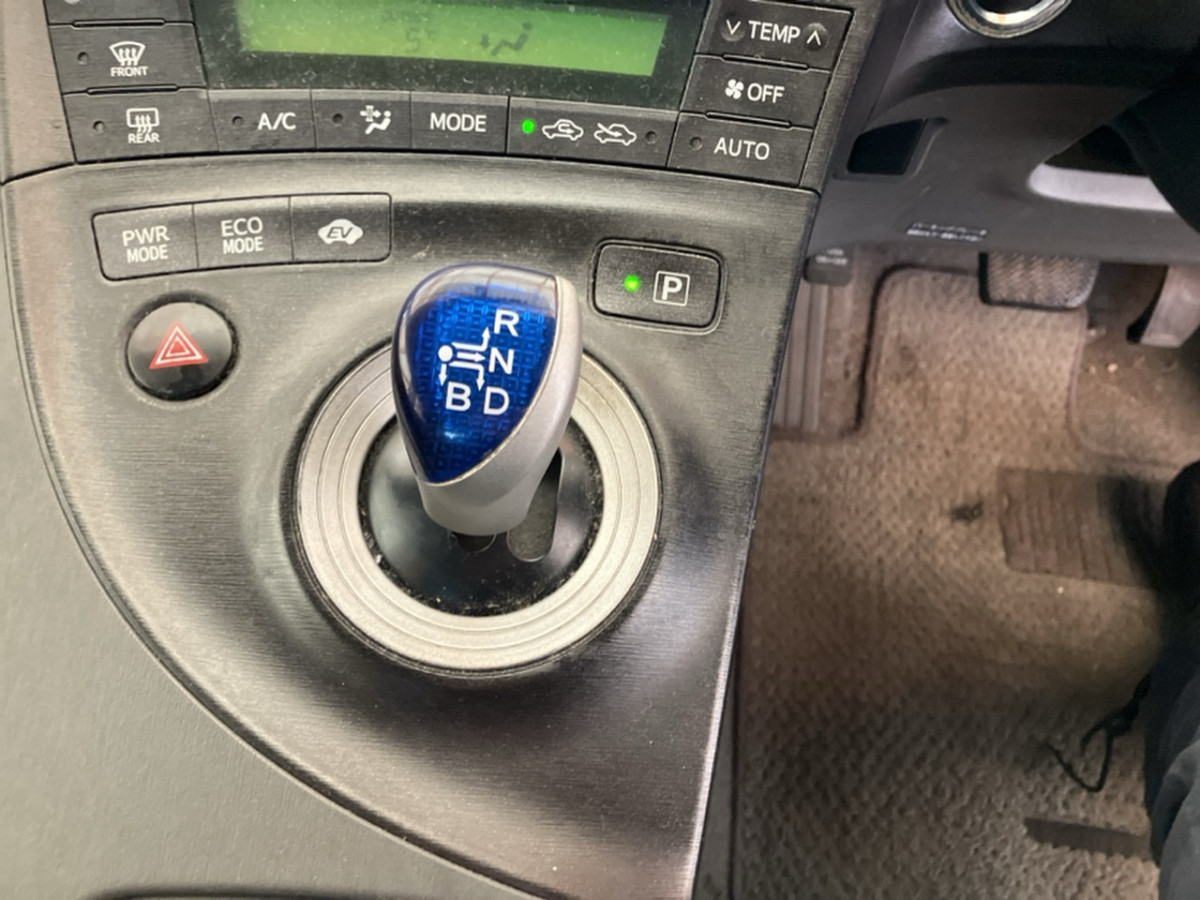 TEMP
FRONT
OFF
REAR
A/C
MODE
AUTO
PWR
MODE
ECO
MODE
EV
P
R
N
B D